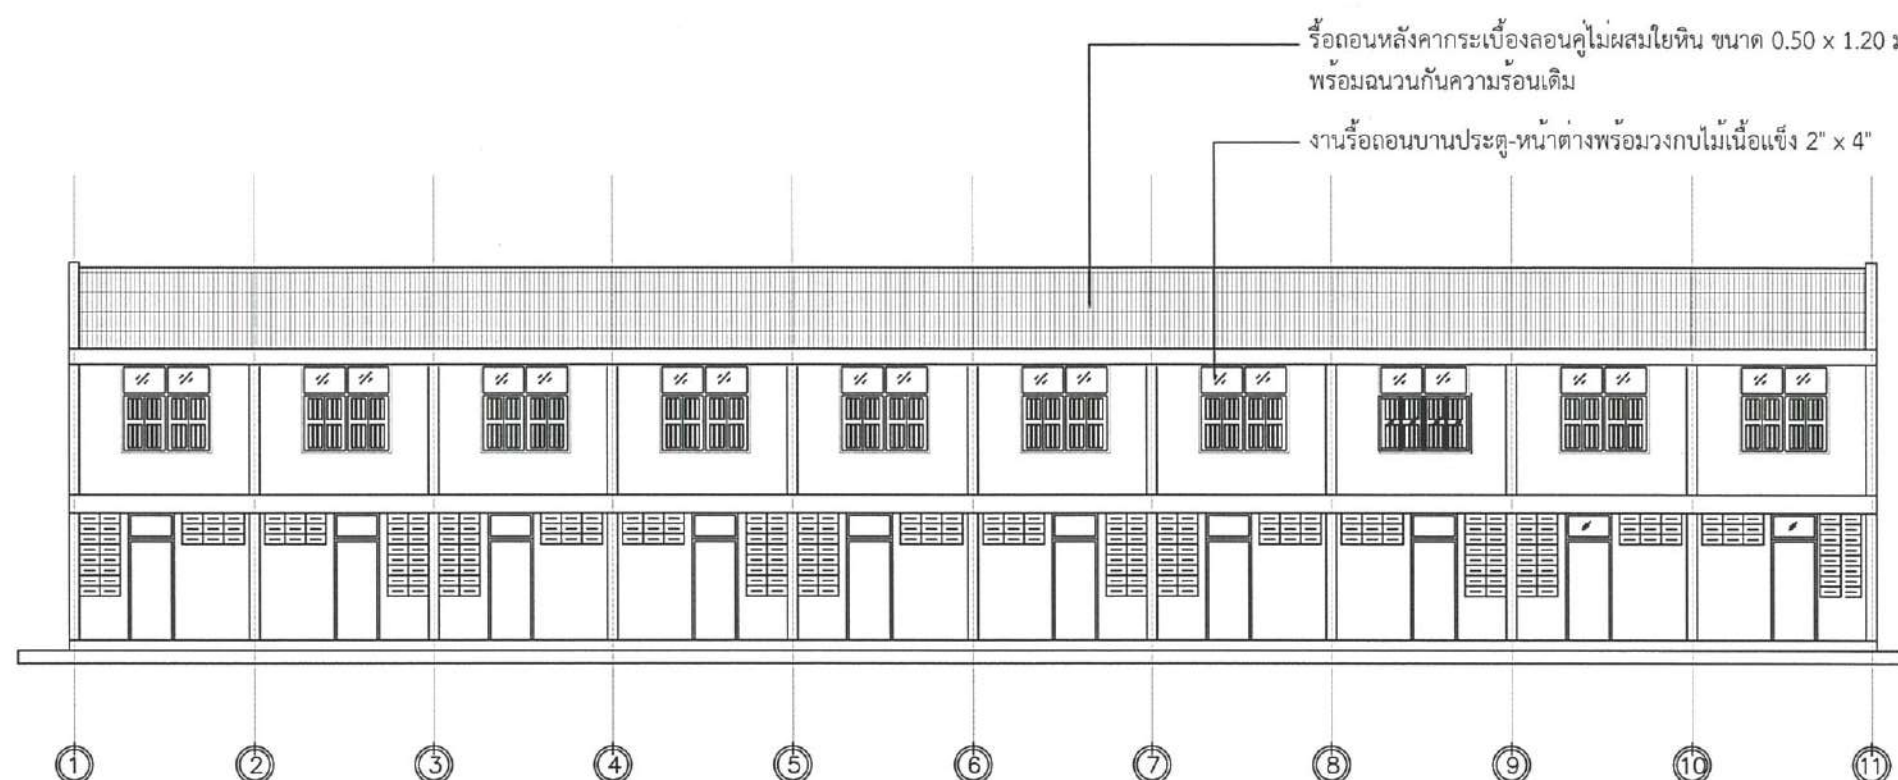 รื้อถอนหลังคากระเบื้องลอนคู่ไม่ผสมใยหิน ขนาด 0.50 x 1.20
พร้อมฉนวนกันความร้อนเดิม
งานรื้อถอนบานประตู-หน้าต่างพร้อมวงกบไม้เนื้อแข็ง 2" x 4"
1 2 3 4 5 6 7 8 9 10 11